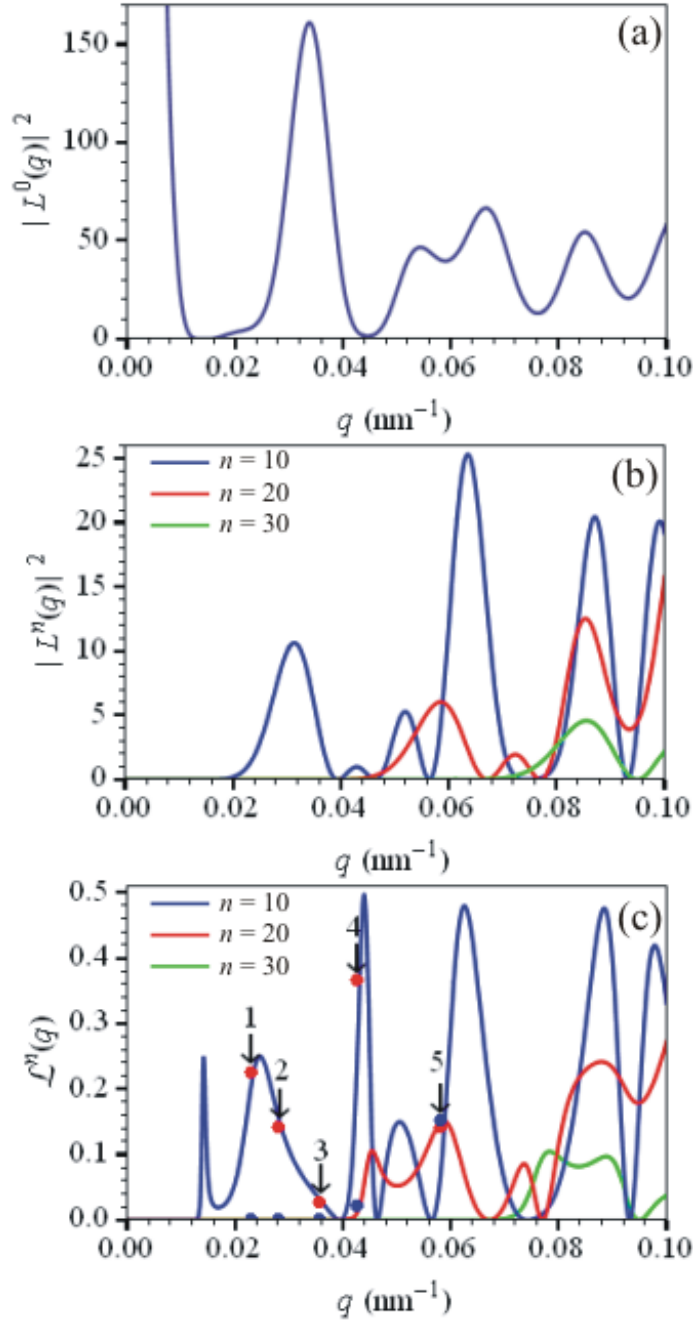 (a)
150
100
50
0
| L⁰(q)| ²
0.00 0.02 0.04 0.06 0.08 0.10
q (nm⁻¹)
(b)
n = 10
n = 20
n = 30
25
20
15
10
5
0
| Lⁿ(q)| ²
0.00 0.02 0.04 0.06 0.08 0.10
q (nm⁻¹)
(c)
n = 10
n = 20
n = 30
0.5
0.4
0.3
0.2
0.1
0.0
ℒⁿ(q)
1
2
3
4
5
0.00 0.02 0.04 0.06 0.08 0.10
q (nm⁻¹)